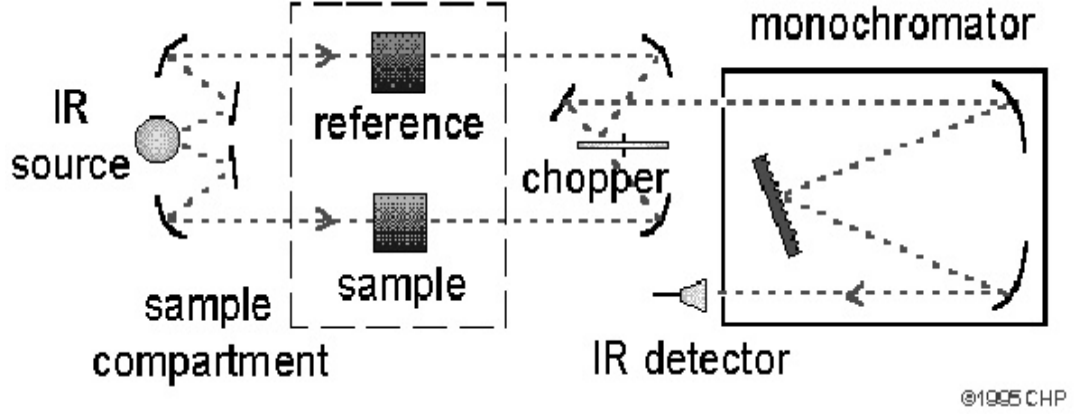 monochromator
IR
source
reference
chopper
sample
sample
compartment
IR detector
©1995 CHP